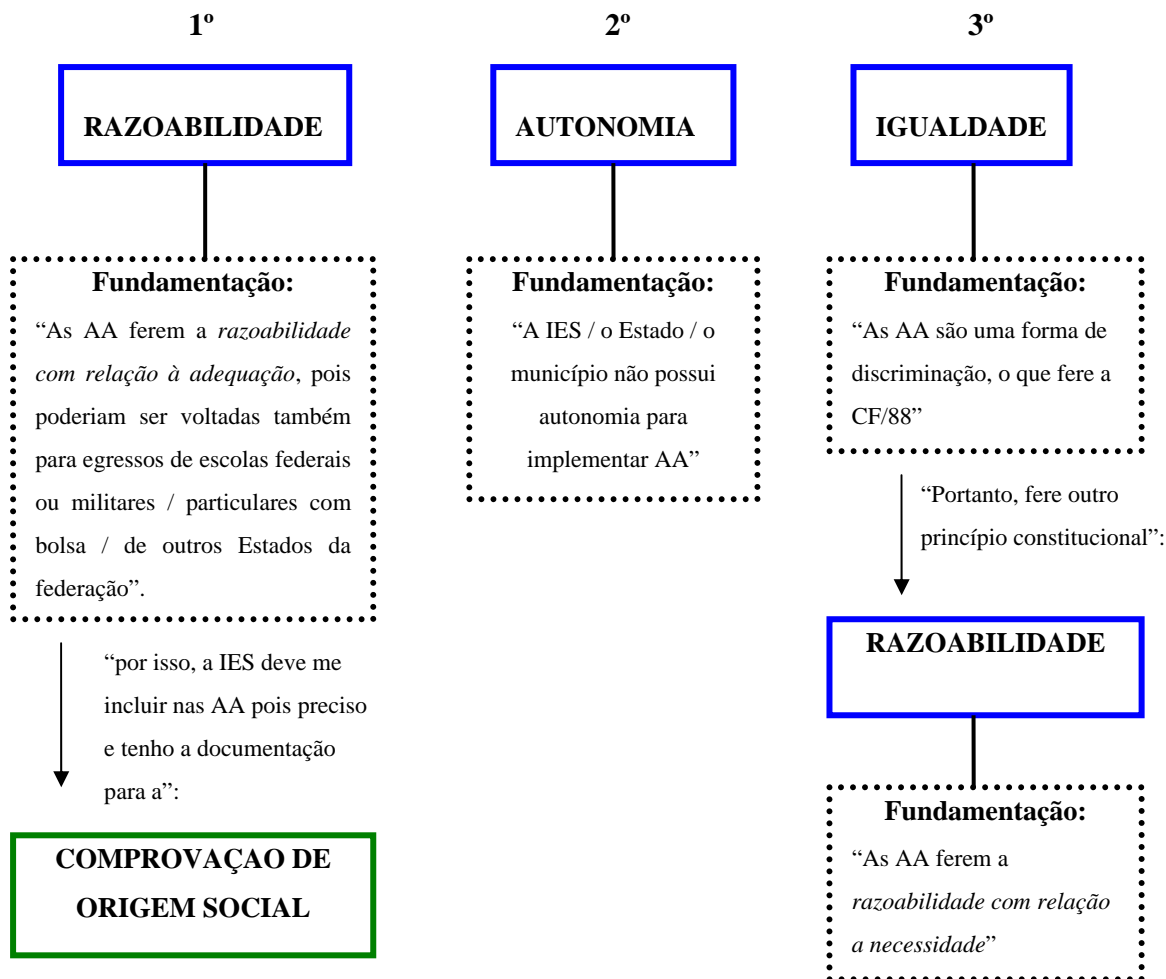 1º
RAZOABILIDADE
Fundamentação:
“As AA ferem a razoabilidade
com relação à adequação, pois
poderiam ser voltadas também
para egressos de escolas federais
ou militares / particulares com
bolsa / de outros Estados da
federação”.
“por isso, a IES deve me
incluir nas AA pois preciso
e tenho a documentação
para a”:
COMPROVAÇAO DE
ORIGEM SOCIAL
2º
AUTONOMIA
Fundamentação:
“A IES / o Estado / o
município não possui
autonomia para
implementar AA”
3º
IGUALDADE
Fundamentação:
“As AA são uma forma de
discriminação, o que fere a
CF/88”
“Portanto, fere outro
princípio constitucional”:
RAZOABILIDADE
Fundamentação:
“As AA ferem a
razoabilidade com relação
a necessidade”